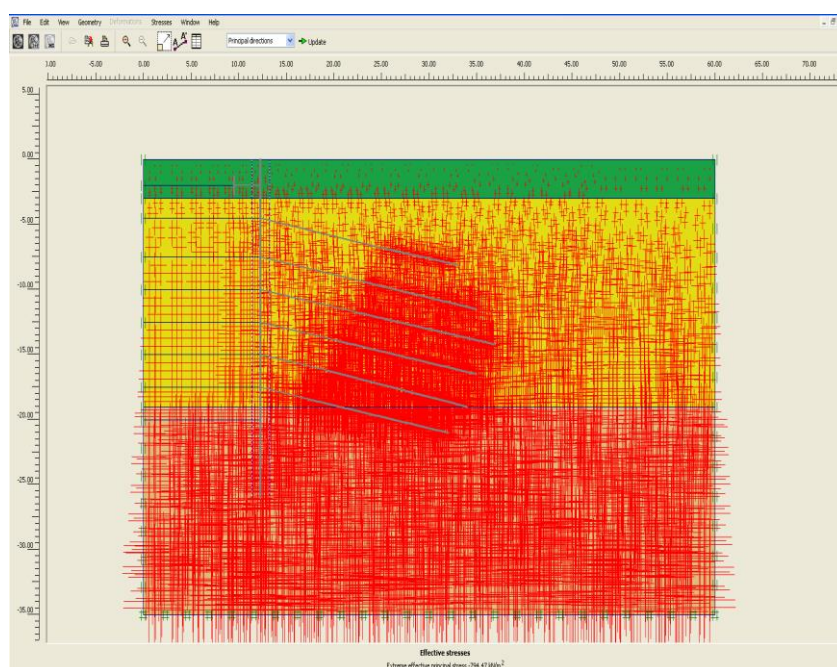 File Edit View Geometry Deformations Stresses Window Help
Principal directions Update
-5.00 0.00 5.00 10.00 15.00 20.00 25.00 30.00 35.00 40.00 45.00 50.00 55.00 60.00 65.00 70.00
5.00
0.00
-5.00
-10.00
-15.00
-20.00
-25.00
-30.00
-35.00
Effective stresses